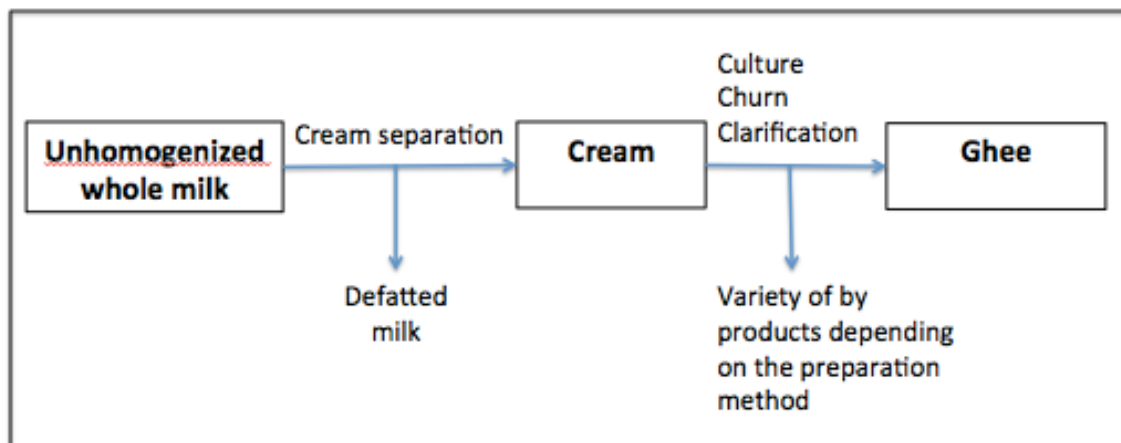 Unhomogenized
whole milk
Cream separation
Defatted
milk
Cream
Culture
Churn
Clarification
Variety of by
products depending
on the preparation
method
Ghee